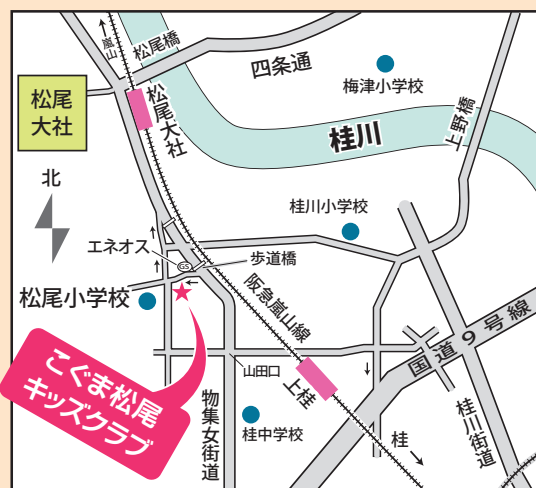 嵐山
松尾橋
四条通
梅津小学校
松尾
大社
松尾大社
桂川
上野橋
北
桂川小学校
エネオス
GS
歩道橋
松尾小学校
阪急嵐山線
国道9号線
こぐま松尾
キッズクラブ
山田口
上桂
物集女街道
桂中学校
桂
桂川街道